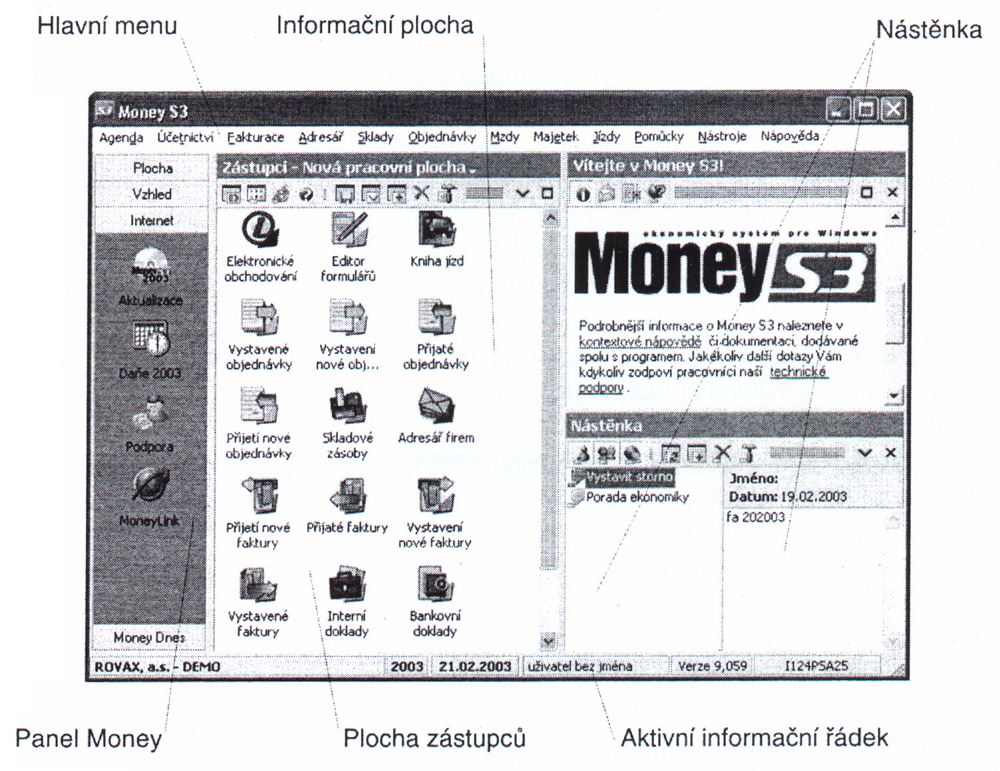 Hlavní menu
Informační plocha
Nástěnka
Money S3
Agenda Účetnictví Fakturace Adresář Sklady Objednávky Mzdy Majetek Jízdy Pomůcky Nástroje Nápověda
Plocha
Vzhled
Internet
Aktualizace
Daně 2003
Podpora
MoneyLink
Money Dnes
Zástupci - Nová pracovní plocha
Elektronické
obchodování
Editor
formulářů
Kniha jízd
Vystavené
objednávky
Vystavení
nové obj...
Přijaté
objednávky
Přijetí nové
objednávky
Skladové
zásoby
Adresář firem
Přijetí nové
faktury
Přijaté faktury
Vystavení
nové faktury
Vystavené
faktury
Interní
doklady
Bankovní
doklady
Vítejte v Money S3!
ekonomický systém pro Windows
Money S3
Podrobnější informace o Money S3 naleznete v
kontextové nápovědě či dokumentaci, dodávané
spolu s programem. Jakékoliv další dotazy Vám
kdykoliv zodpoví pracovníci naší technické
podpory.
Nástěnka
Vystavit storno
Porada ekonomiky
Jméno:
Datum: 19.02.2003
fa 202003
ROVAX, a.s. - DEMO 2003 21.02.2003 uživatel bez jména Verze 9,059 I124PSA25
Panel Money
Plocha zástupců
Aktivní informační řádek